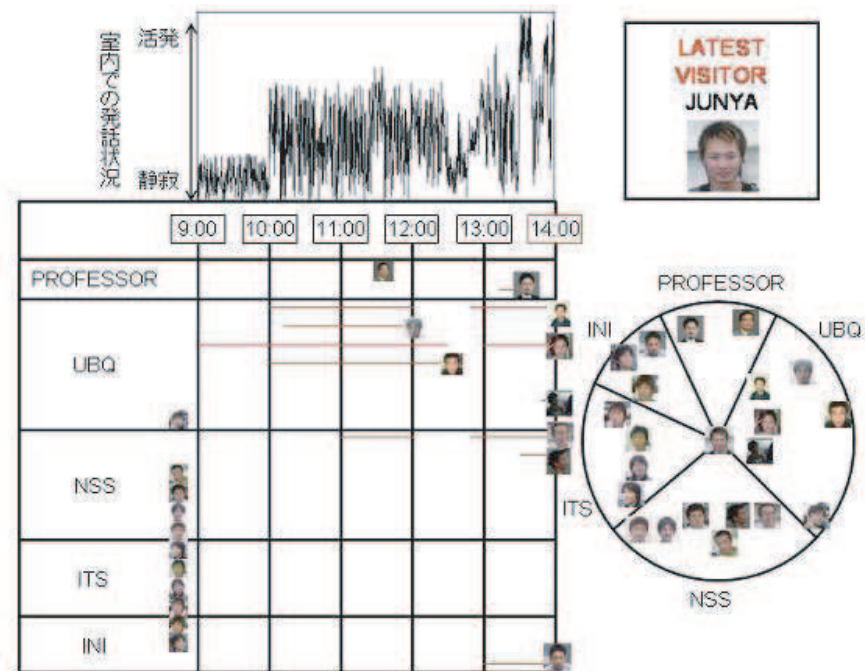 室内での発話状況
活発
静寂
LATEST
VISITOR
JUNYA
9:00 10:00 11:00 12:00 13:00 14:00
PROFESSOR
UBQ
NSS
ITS
INI
PROFESSOR
INI
UBQ
ITS
NSS